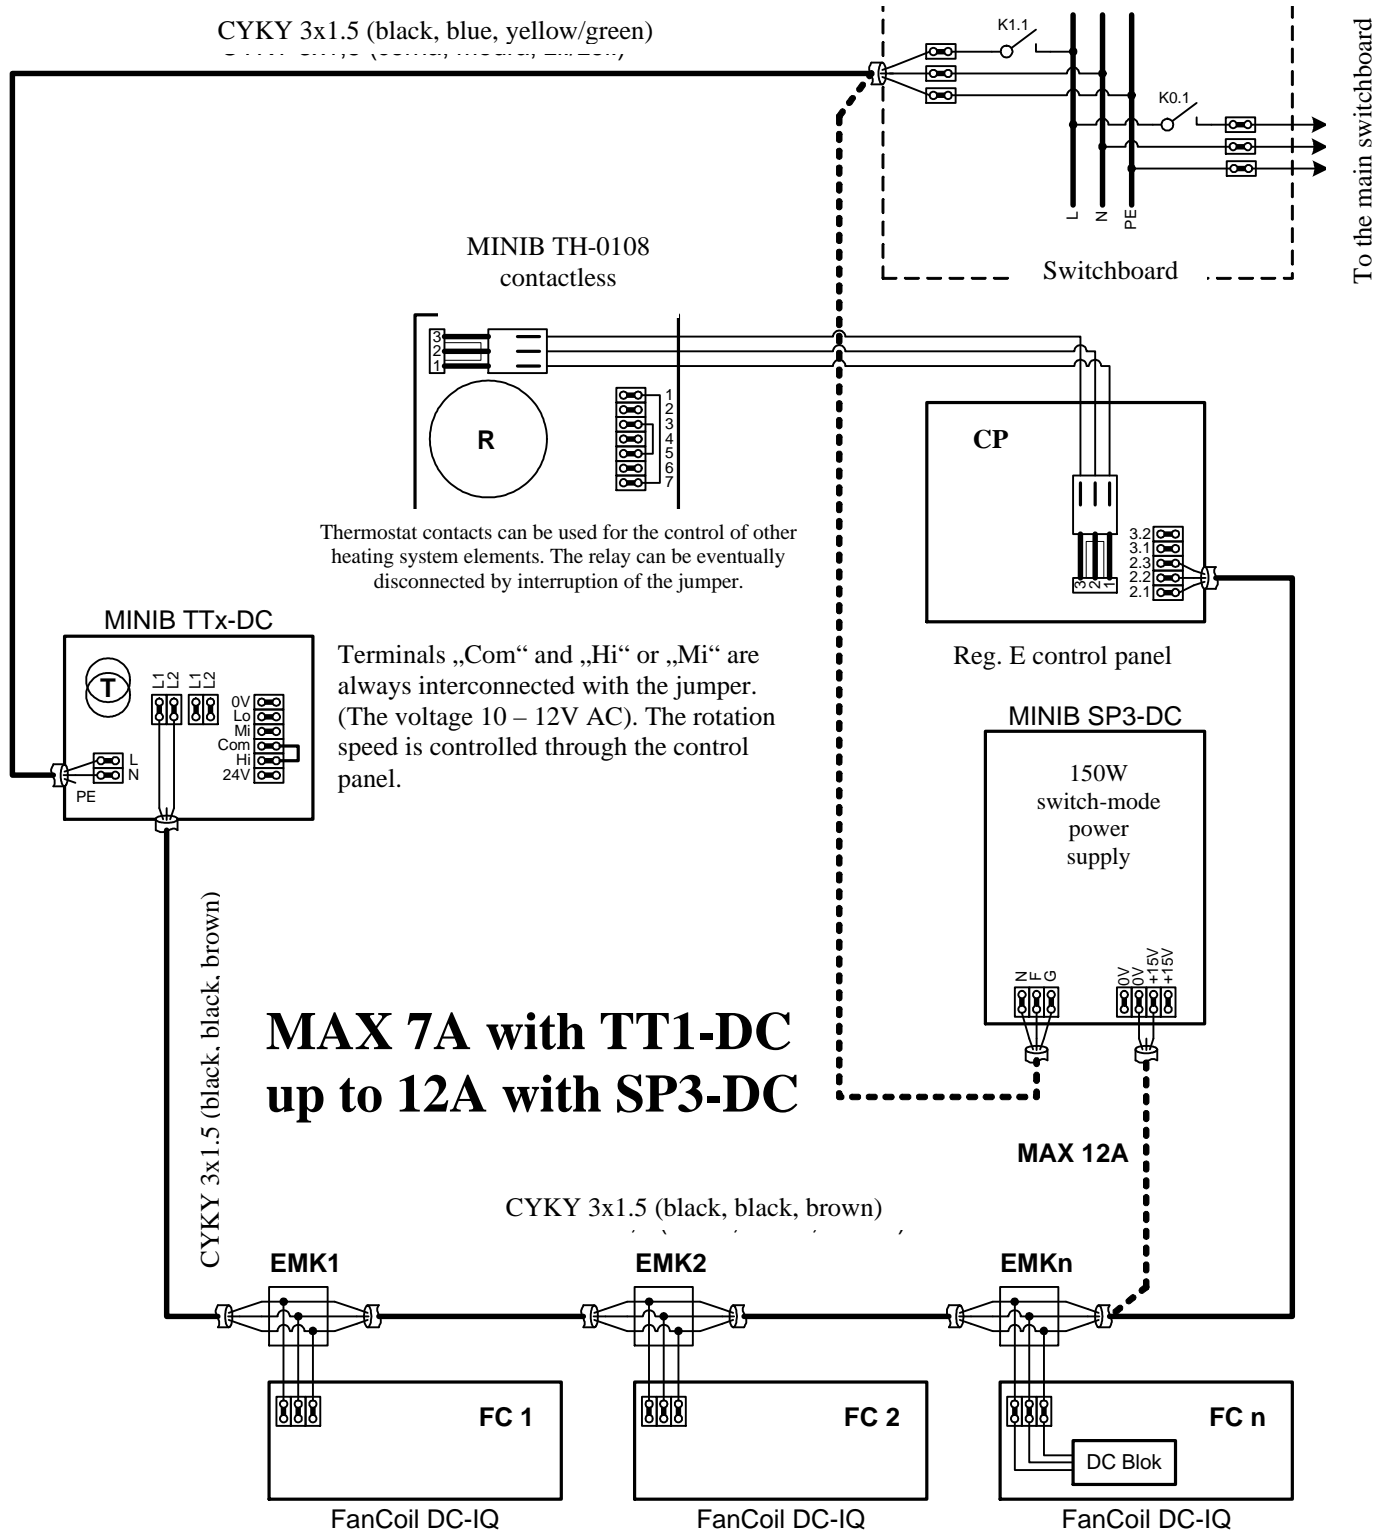 CYKY 3x1.5 (black, blue, yellow/green)
K1.1
K0.1
L
N
PE
Switchboard
To the main switchboard
MINIB TH-0108
contactless
3
2
1
R
1
2
3
4
5
6
7
Thermostat contacts can be used for the control of other
heating system elements. The relay can be eventually
disconnected by interruption of the jumper.
CP
3
2
1
3.2
3.1
2.3
2.2
2.1
Reg. E control panel
MINIB TTx-DC
T
L1
L2
L1
L2
0V
Lo
Mi
Com
Hi
24V
L
N
PE
Terminals „Com“ and „Hi“ or „Mi“ are
always interconnected with the jumper.
(The voltage 10 – 12V AC). The rotation
speed is controlled through the control
panel.
MINIB SP3-DC
150W
switch-mode
power
supply
N
F
G
0V
0V
+15V
+15V
CYKY 3x1.5 (black, black, brown)
MAX 7A with TT1-DC
up to 12A with SP3-DC
MAX 12A
CYKY 3x1.5 (black, black, brown)
EMK1
EMK2
EMKn
FC 1
FC 2
FC n
DC Blok
FanCoil DC-IQ
FanCoil DC-IQ
FanCoil DC-IQ